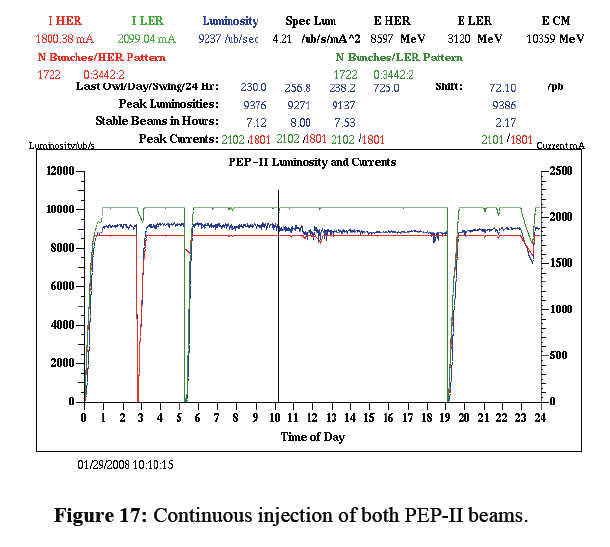 I HER I LER Luminosity Spec Lum E HER E LER E CM
1800.38 mA 2099.04 mA 9237 /ub/sec 4.21 /ub/s/mA^2 8597 MeV 3120 MeV 10359 MeV
N Bunches/HER Pattern N Bunches/LER Pattern
1722 0:3442:2 1722 0:3442:2
Last Owl/Day/Swing/24 Hr: 230.0 256.8 238.2 725.0 Shift: 72.10 /pb
Peak Luminosities: 9376 9271 9137 9386
Stable Beams in Hours: 7.12 8.00 7.53 2.17
Peak Currents: 2102 /1801 2102 /1801 2102 /1801 2101 /1801
Luminosity/ub/s Current mA
PEP-II Luminosity and Currents
12000 2500
10000 2000
8000 1500
6000 1000
4000 500
2000
0 0
0 1 2 3 4 5 6 7 8 9 10 11 12 13 14 15 16 17 18 19 20 21 22 23 24
Time of Day
01/29/2008 10:10:15
Figure 17: Continuous injection of both PEP-II beams.